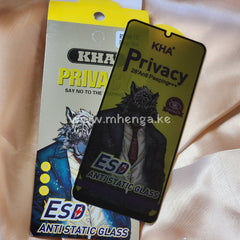 KHA
PRIVACY
SAY NO TO THE
ESD
ANTI STATIC GLASS
KHA
Privacy
28°Anti Peeping
ESD
ANTI STATIC GLASS
www.mhenga.ke